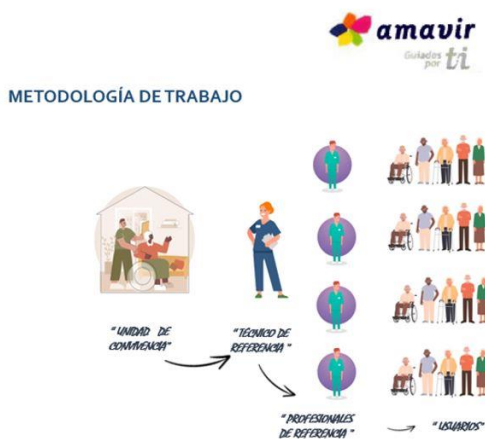 amavir
Guiados
por ti
METODOLOGÍA DE TRABAJO
"UNIDAD DE
CONVIVENCIA"
"TÉCNICO DE
REFERENCIA"
"PROFESIONALES
DE REFERENCIA"
"USUARIOS"